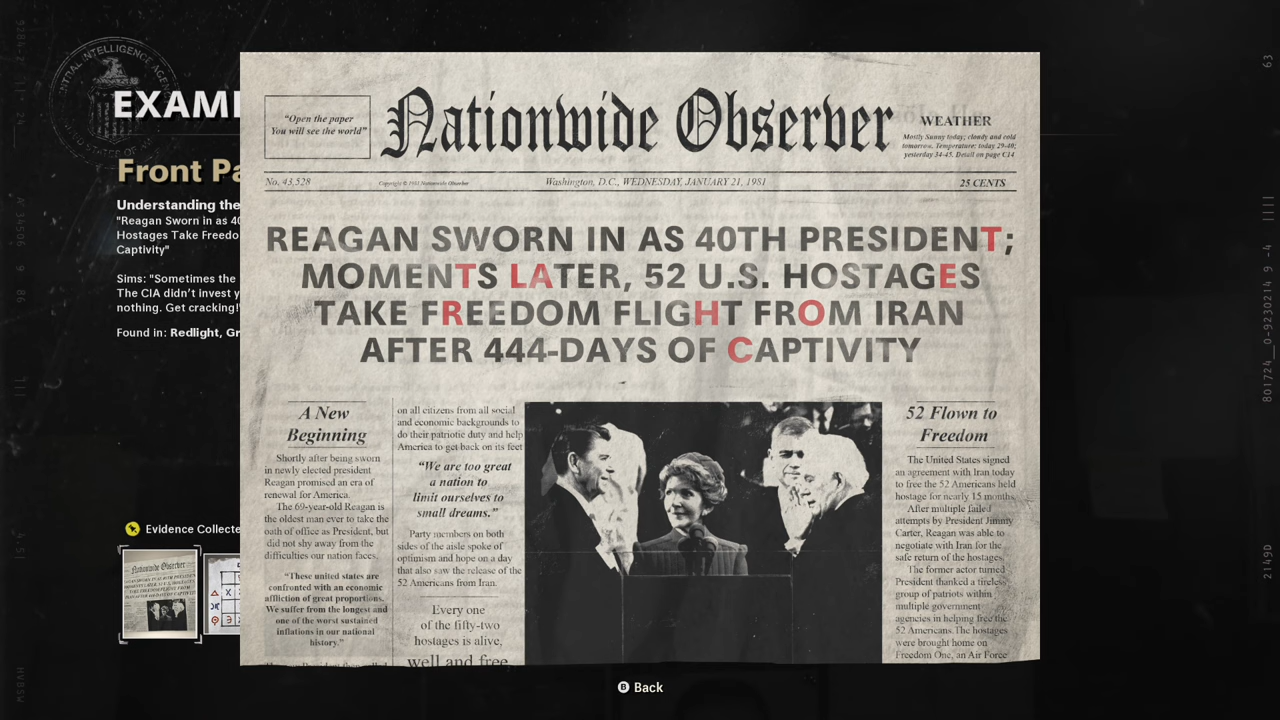 EXAMI
Front Pa
Understanding the
"Reagan Sworn in as 40
Hostages Take Freedo
Captivity"
Sims: "Sometimes the
The CIA didn't invest y
nothing. Get cracking!"
Found in: Redlight, Gr
Evidence Collecte
"Open the paper
You will see the world"
Nationwide Observer
WEATHER
Mostly Sunny today; cloudy and cold
tomorrow. Temperature: today 29-40;
yesterday 34-45. Detail on page C14
No. 43,528
Copyright © 1981 Nationwide Observer
Washington, D.C., WEDNESDAY, JANUARY 21, 1981
25 CENTS
REAGAN SWORN IN AS 40TH PRESIDENT;
MOMENTS LATER, 52 U.S. HOSTAGES
TAKE FREEDOM FLIGHT FROM IRAN
AFTER 444-DAYS OF CAPTIVITY
A New
Beginning
Shortly after being sworn
in newly elected president
Reagan promised an era of
renewal for America.
The 69-year-old Reagan is
the oldest man ever to take the
oath of office as President, but
did not shy away from the
difficulties our nation faces.
"These united states are
confronted with an economic
affliction of great proportions.
We suffer from the longest and
one of the worst sustained
inflations in our national
history."
on all citizens from all social
and economic backgrounds to
do their patriotic duty and help
America to get back on its feet
"We are too great
a nation to
limit ourselves to
small dreams."
Party members on both
sides of the aisle spoke of
optimism and hope on a day
that also saw the release of the
52 Americans from Iran.
Every one
of the fifty-two
hostages is alive,
well and free.
52 Flown to
Freedom
The United States signed
an agreement with Iran today
to free the 52 Americans held
hostage for nearly 15 months.
After multiple failed
attempts by President Jimmy
Carter, Reagan was able to
negotiate with Iran for the
safe return of the hostages.
The former actor turned
President thanked a tireless
group of patriots within
multiple government
agencies in helping free the
52 Americans. The hostages
were brought home on
Freedom One, an Air Force
B Back